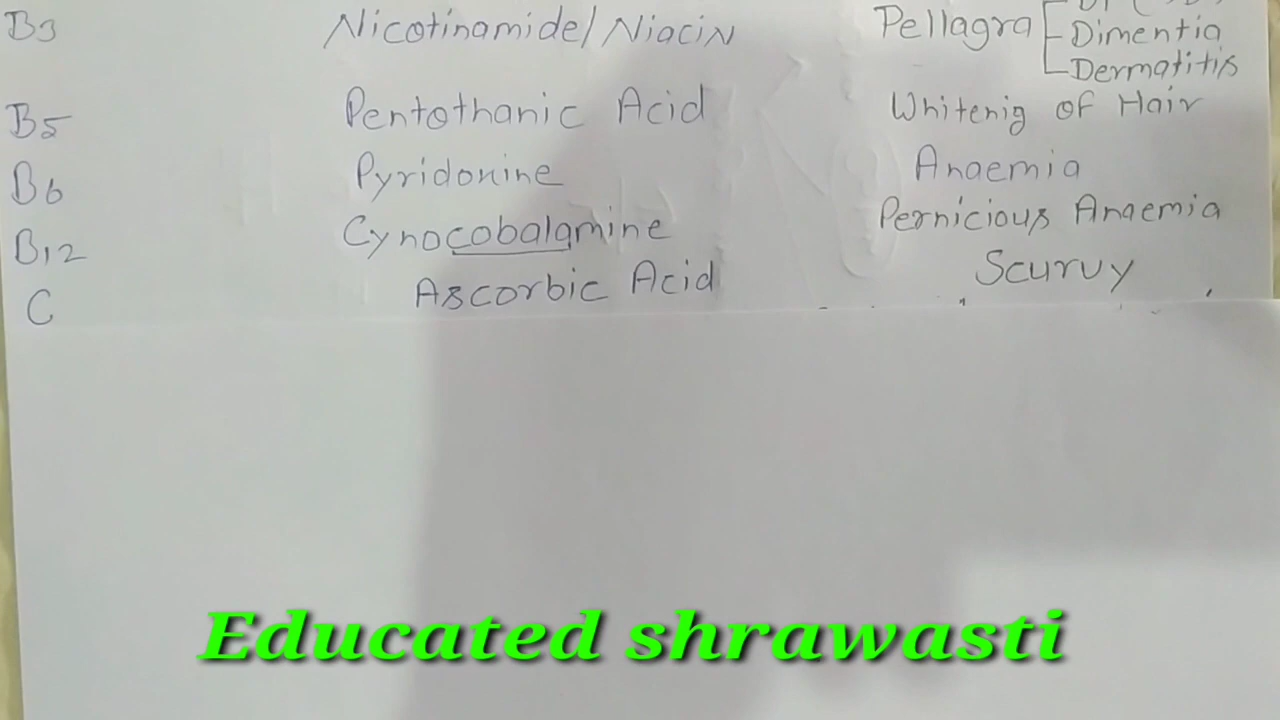 B3 Nicotinamide/Niacin Pellagra
Dimentia
Dermatitis
B5 Pentothanic Acid Whitenig of Hair
B6 Pyridonine Anaemia
B12 Cynocobalamine Pernicious Anaemia
C Ascorbic Acid Scurvy
Educated shrawasti